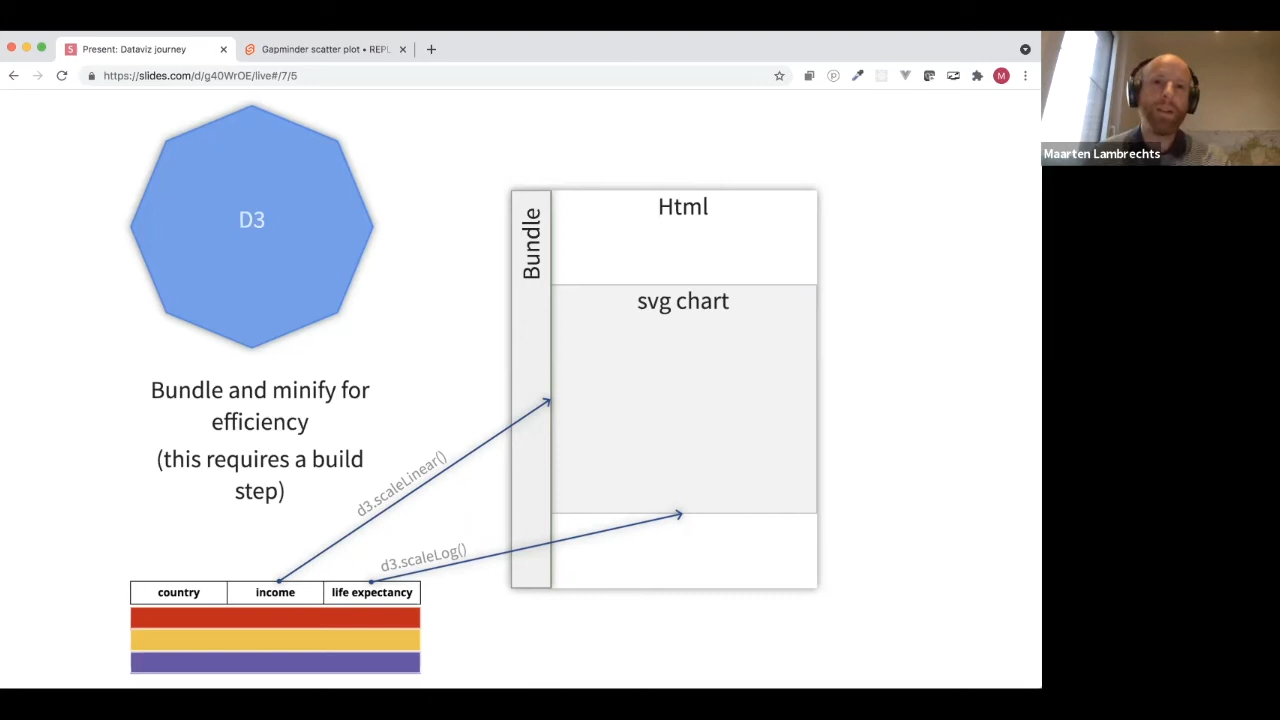 Present: Dataviz journey
Gapminder scatter plot • REPL
https://slides.com/d/g40WrOE/live#/7/5
M
Maarten Lambrechts
D3
Html
Bundle
svg chart
Bundle and minify for
efficiency
(this requires a build
step)
d3.scaleLinear()
d3.scaleLog()
country income life expectancy